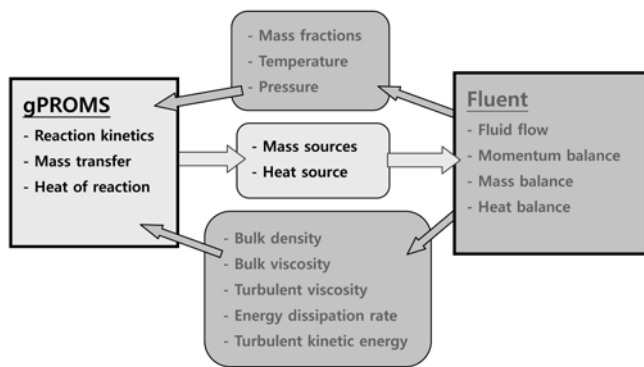 - Mass fractions
- Temperature
- Pressure
gPROMS
- Reaction kinetics
- Mass transfer
- Heat of reaction
- Mass sources
- Heat source
Fluent
- Fluid flow
- Momentum balance
- Mass balance
- Heat balance
- Bulk density
- Bulk viscosity
- Turbulent viscosity
- Energy dissipation rate
- Turbulent kinetic energy